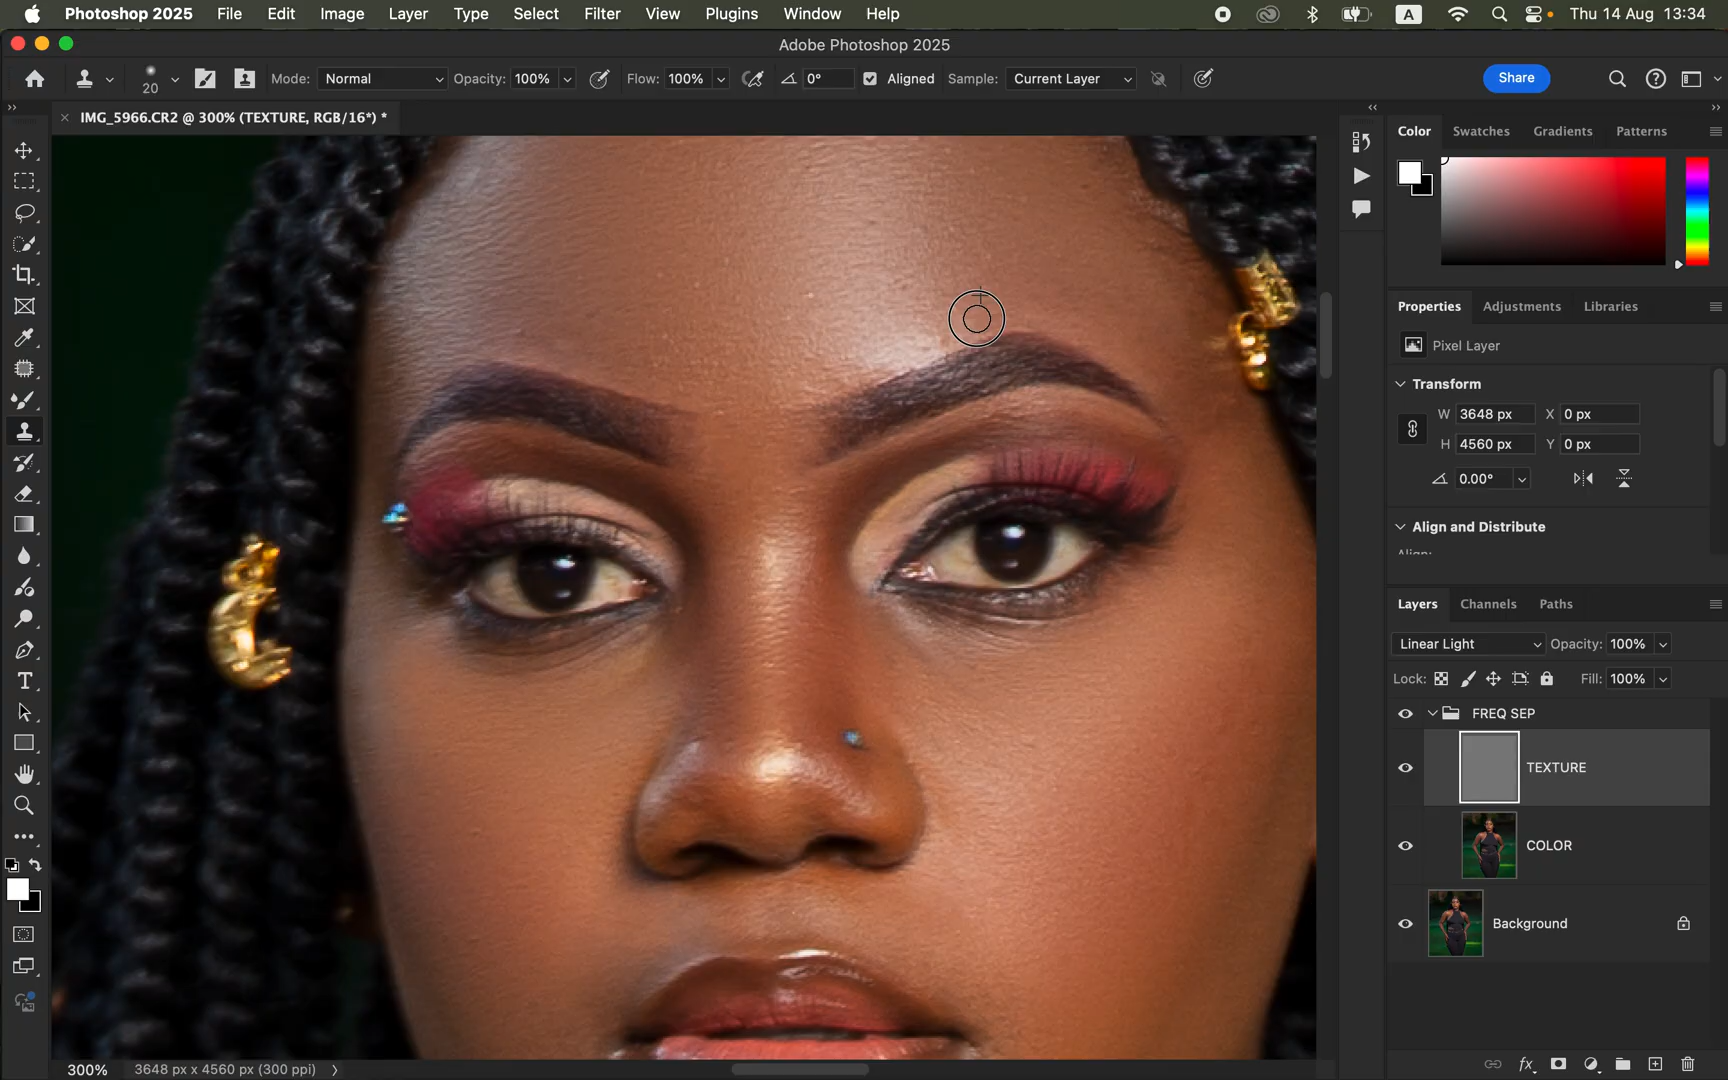 Photoshop 2025 File Edit Image Layer Type Select Filter View Plugins Window Help A Thu 14 Aug 13:34
Adobe Photoshop 2025
20 Mode: Normal Opacity: 100% Flow: 100% 0° Aligned Sample: Current Layer Share
IMG_5966.CR2 @ 300% (TEXTURE, RGB/16*) *
Color Swatches Gradients Patterns
Properties Adjustments Libraries
Pixel Layer
Transform
W 3648 px X 0 px
H 4560 px Y 0 px
0.00°
Align and Distribute
Align:
Layers Channels Paths
Linear Light Opacity: 100%
Lock: Fill: 100%
FREQ SEP
TEXTURE
COLOR
Background
300% 3648 px x 4560 px (300 ppi)